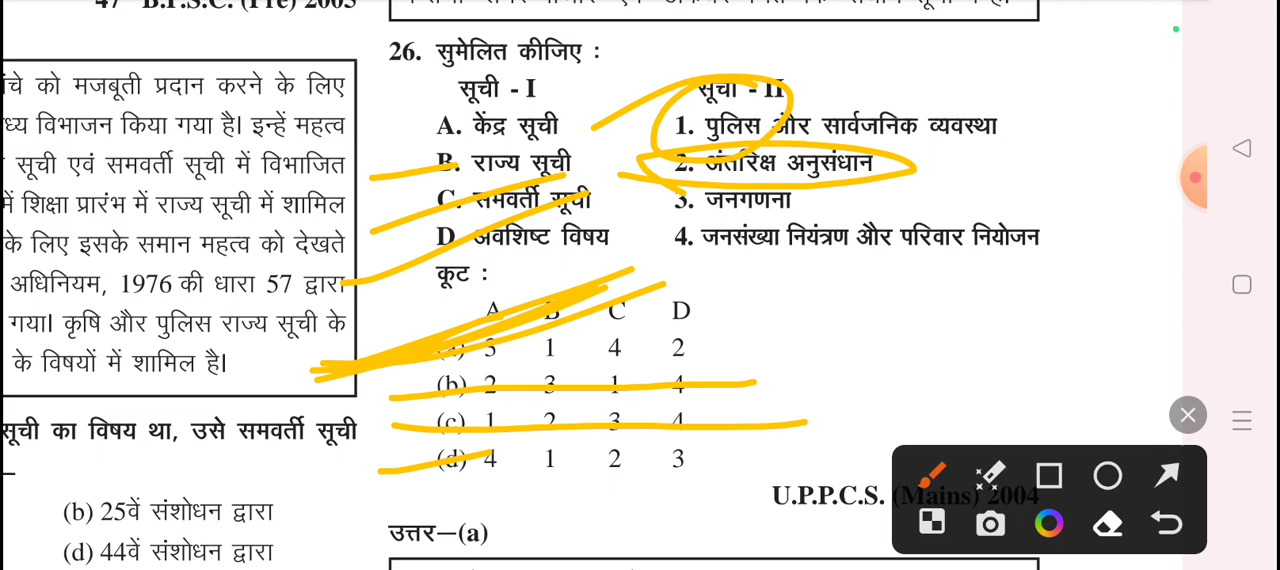 47 B.P.S.C. (Pre) 2005
ांचे को मजबूती प्रदान करने के लिए
ध्य विभाजन किया गया है। इन्हें महत्व
सूची एवं समवर्ती सूची में विभाजित
में शिक्षा प्रारंभ में राज्य सूची में शामिल
के लिए इसके समान महत्व को देखते
अधिनियम, 1976 की धारा 57 द्वारा
गया। कृषि और पुलिस राज्य सूची के
के विषयों में शामिल है।
सूची का विषय था, उसे समवर्ती सूची
–
(b) 25वें संशोधन द्वारा
(d) 44वें संशोधन द्वारा
26. सुमेलित कीजिए :
सूची - I सूची - II
A. केंद्र सूची 1. पुलिस और सार्वजनिक व्यवस्था
B. राज्य सूची 2. अंतरिक्ष अनुसंधान
C. समवर्ती सूची 3. जनगणना
D. अवशिष्ट विषय 4. जनसंख्या नियंत्रण और परिवार नियोजन
कूट :
A B C D
(a) 3 1 4 2
(b) 2 3 1 4
(c) 1 2 3 4
(d) 4 1 2 3
U.P.P.C.S. (Mains) 2004
उत्तर–(a)